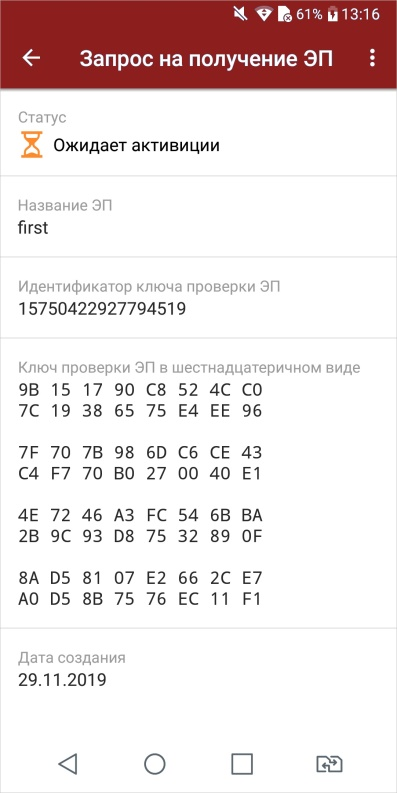 61% 13:16
Запрос на получение ЭП
Статус
Ожидает активиции
Название ЭП
first
Идентификатор ключа проверки ЭП
15750422927794519
Ключ проверки ЭП в шестнадцатеричном виде
9B 15 17 90 C8 52 4C C0
7C 19 38 65 75 E4 EE 96
7F 70 7B 98 6D C6 CE 43
C4 F7 70 B0 27 00 40 E1
4E 72 46 A3 FC 54 6B BA
2B 9C 93 D8 75 32 89 0F
8A D5 81 07 E2 66 2C E7
A0 D5 8B 75 76 EC 11 F1
Дата создания
29.11.2019